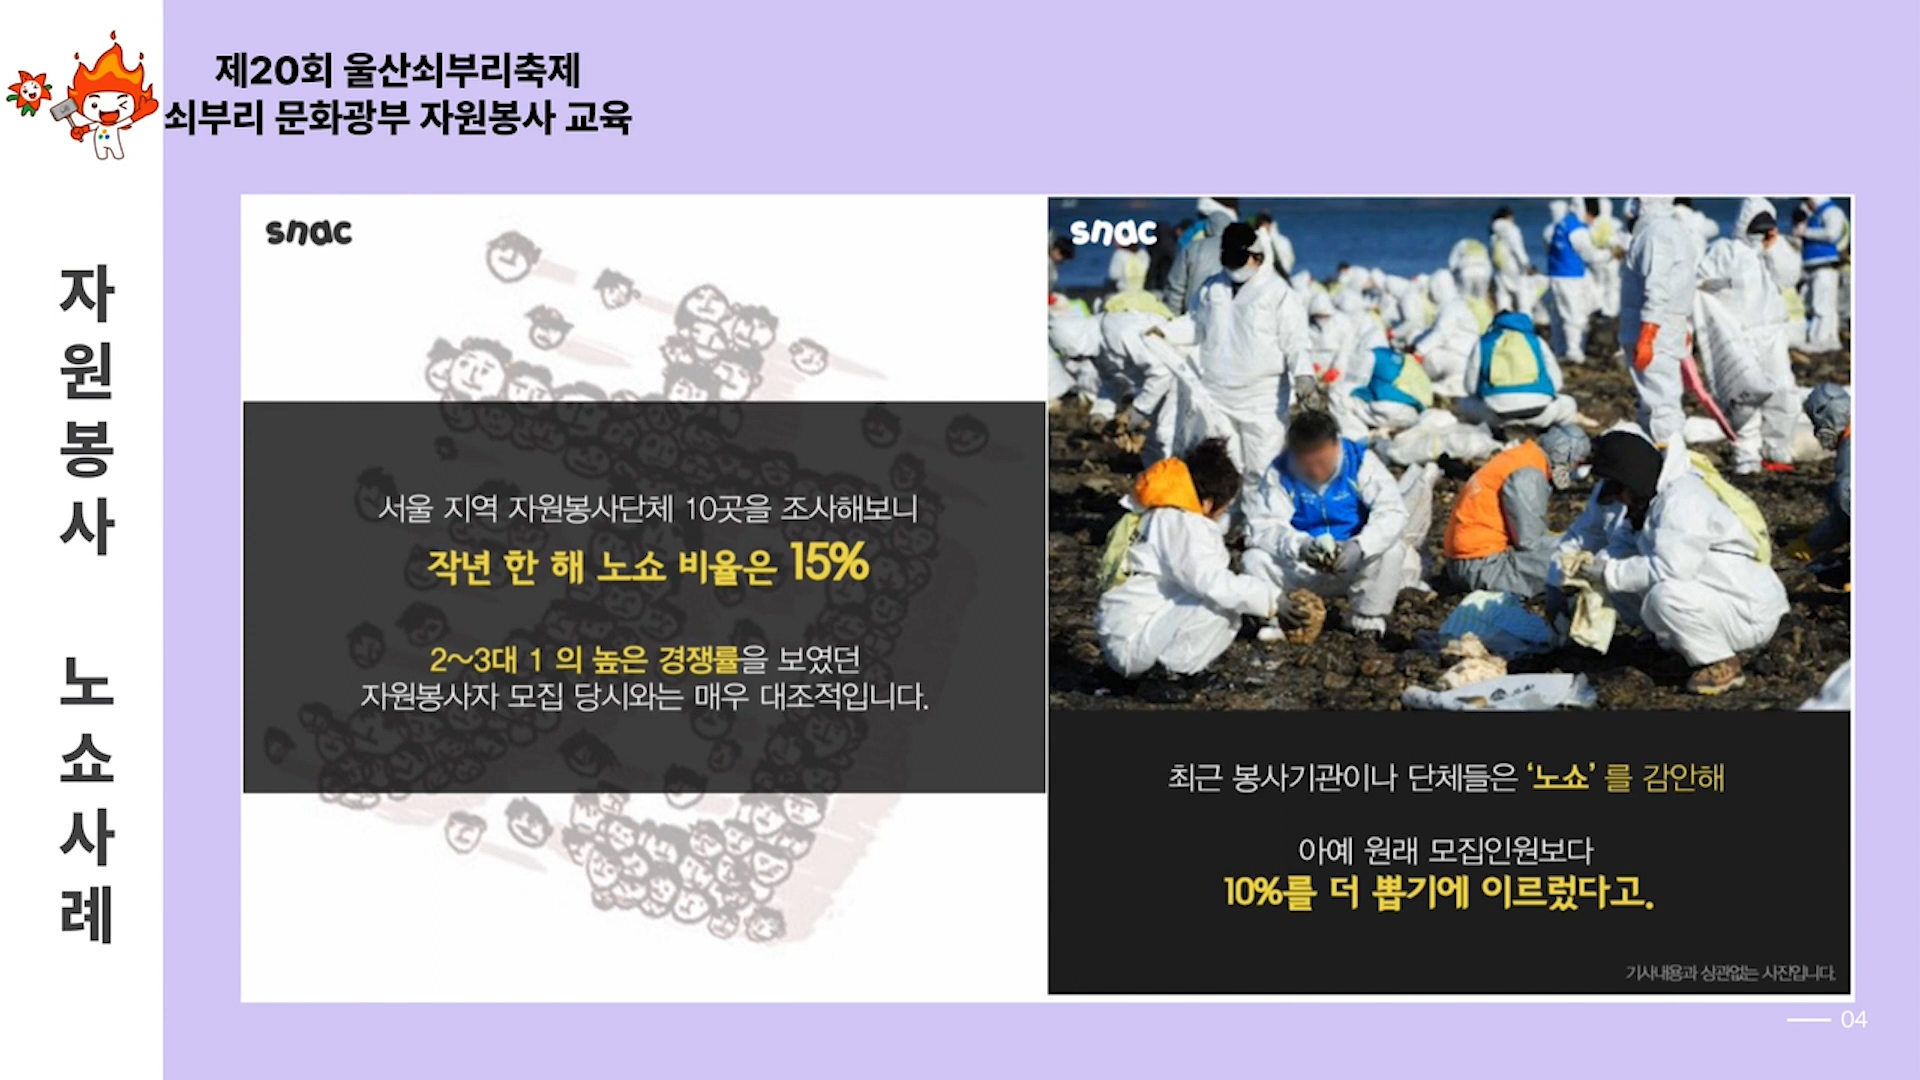 제20회 울산쇠부리축제
쇠부리 문화광부 자원봉사 교육
자원봉사 노쇼사례
snac
서울 지역 자원봉사단체 10곳을 조사해보니
작년 한 해 노쇼 비율은 15%
2~3대 1 의 높은 경쟁률을 보였던
자원봉사자 모집 당시와는 매우 대조적입니다.
snac
최근 봉사기관이나 단체들은 ‘노쇼’ 를 감안해
아예 원래 모집인원보다
10%를 더 뽑기에 이르렀다고.
기사내용과 상관없는 사진입니다.
04